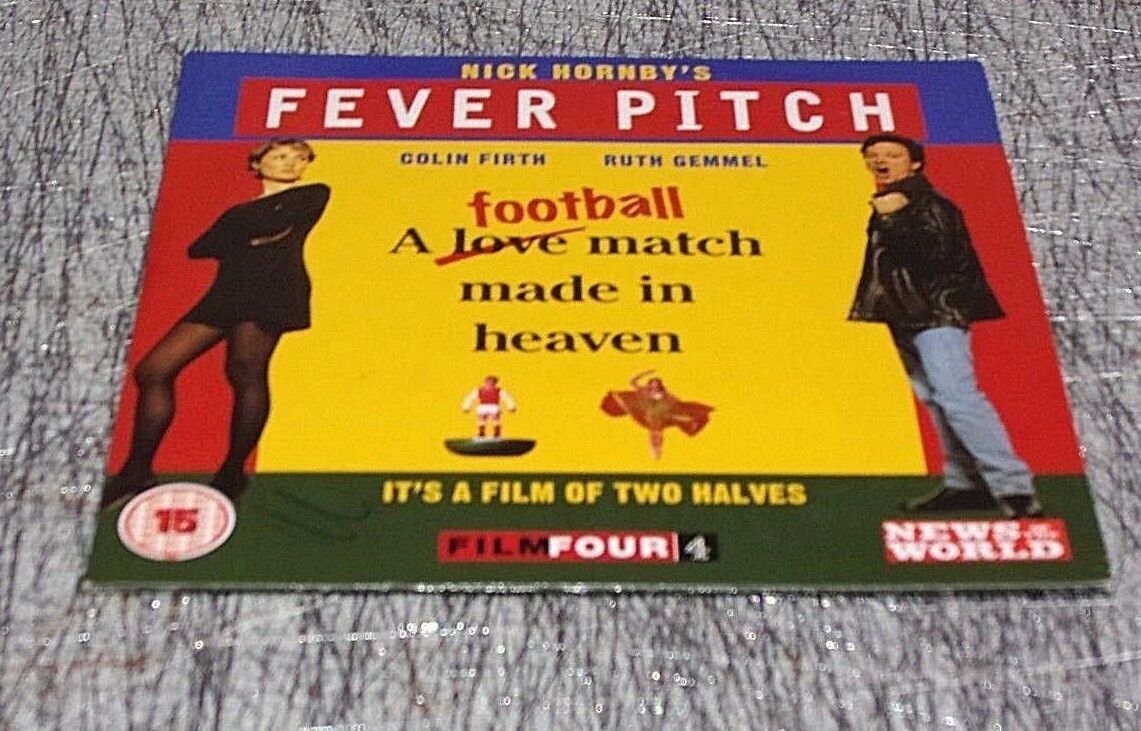 NICK HORNBY'S
FEVER PITCH
COLIN FIRTH RUTH GEMMEL
football
A love match
made in
heaven
IT'S A FILM OF TWO HALVES
15
FILMFOUR 4
NEWS OF THE
WORLD